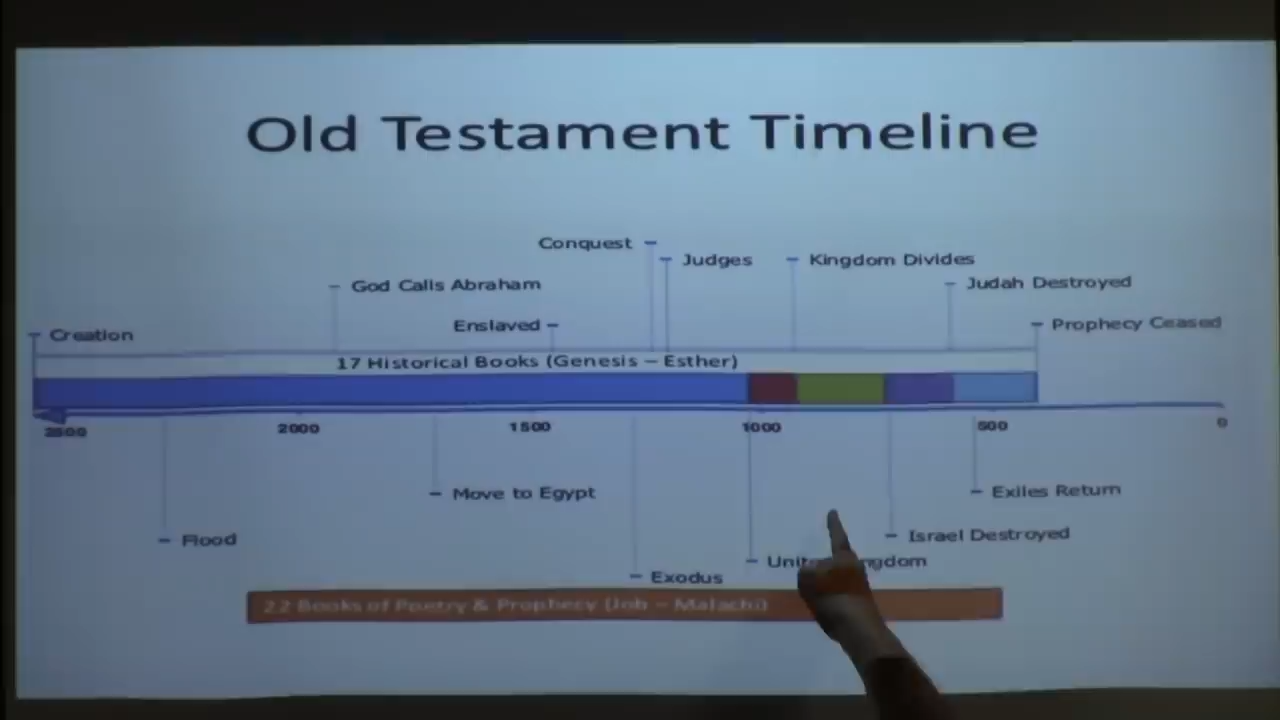 Old Testament Timeline
Conquest
Judges
Kingdom Divides
God Calls Abraham
Judah Destroyed
Enslaved
Prophecy Ceased
Creation
17 Historical Books (Genesis – Esther)
2500 2000 1500 1000 500 0
Move to Egypt
Exiles Return
Flood
Israel Destroyed
Exodus
22 Books of Poetry & Prophecy (Job – Malachi)